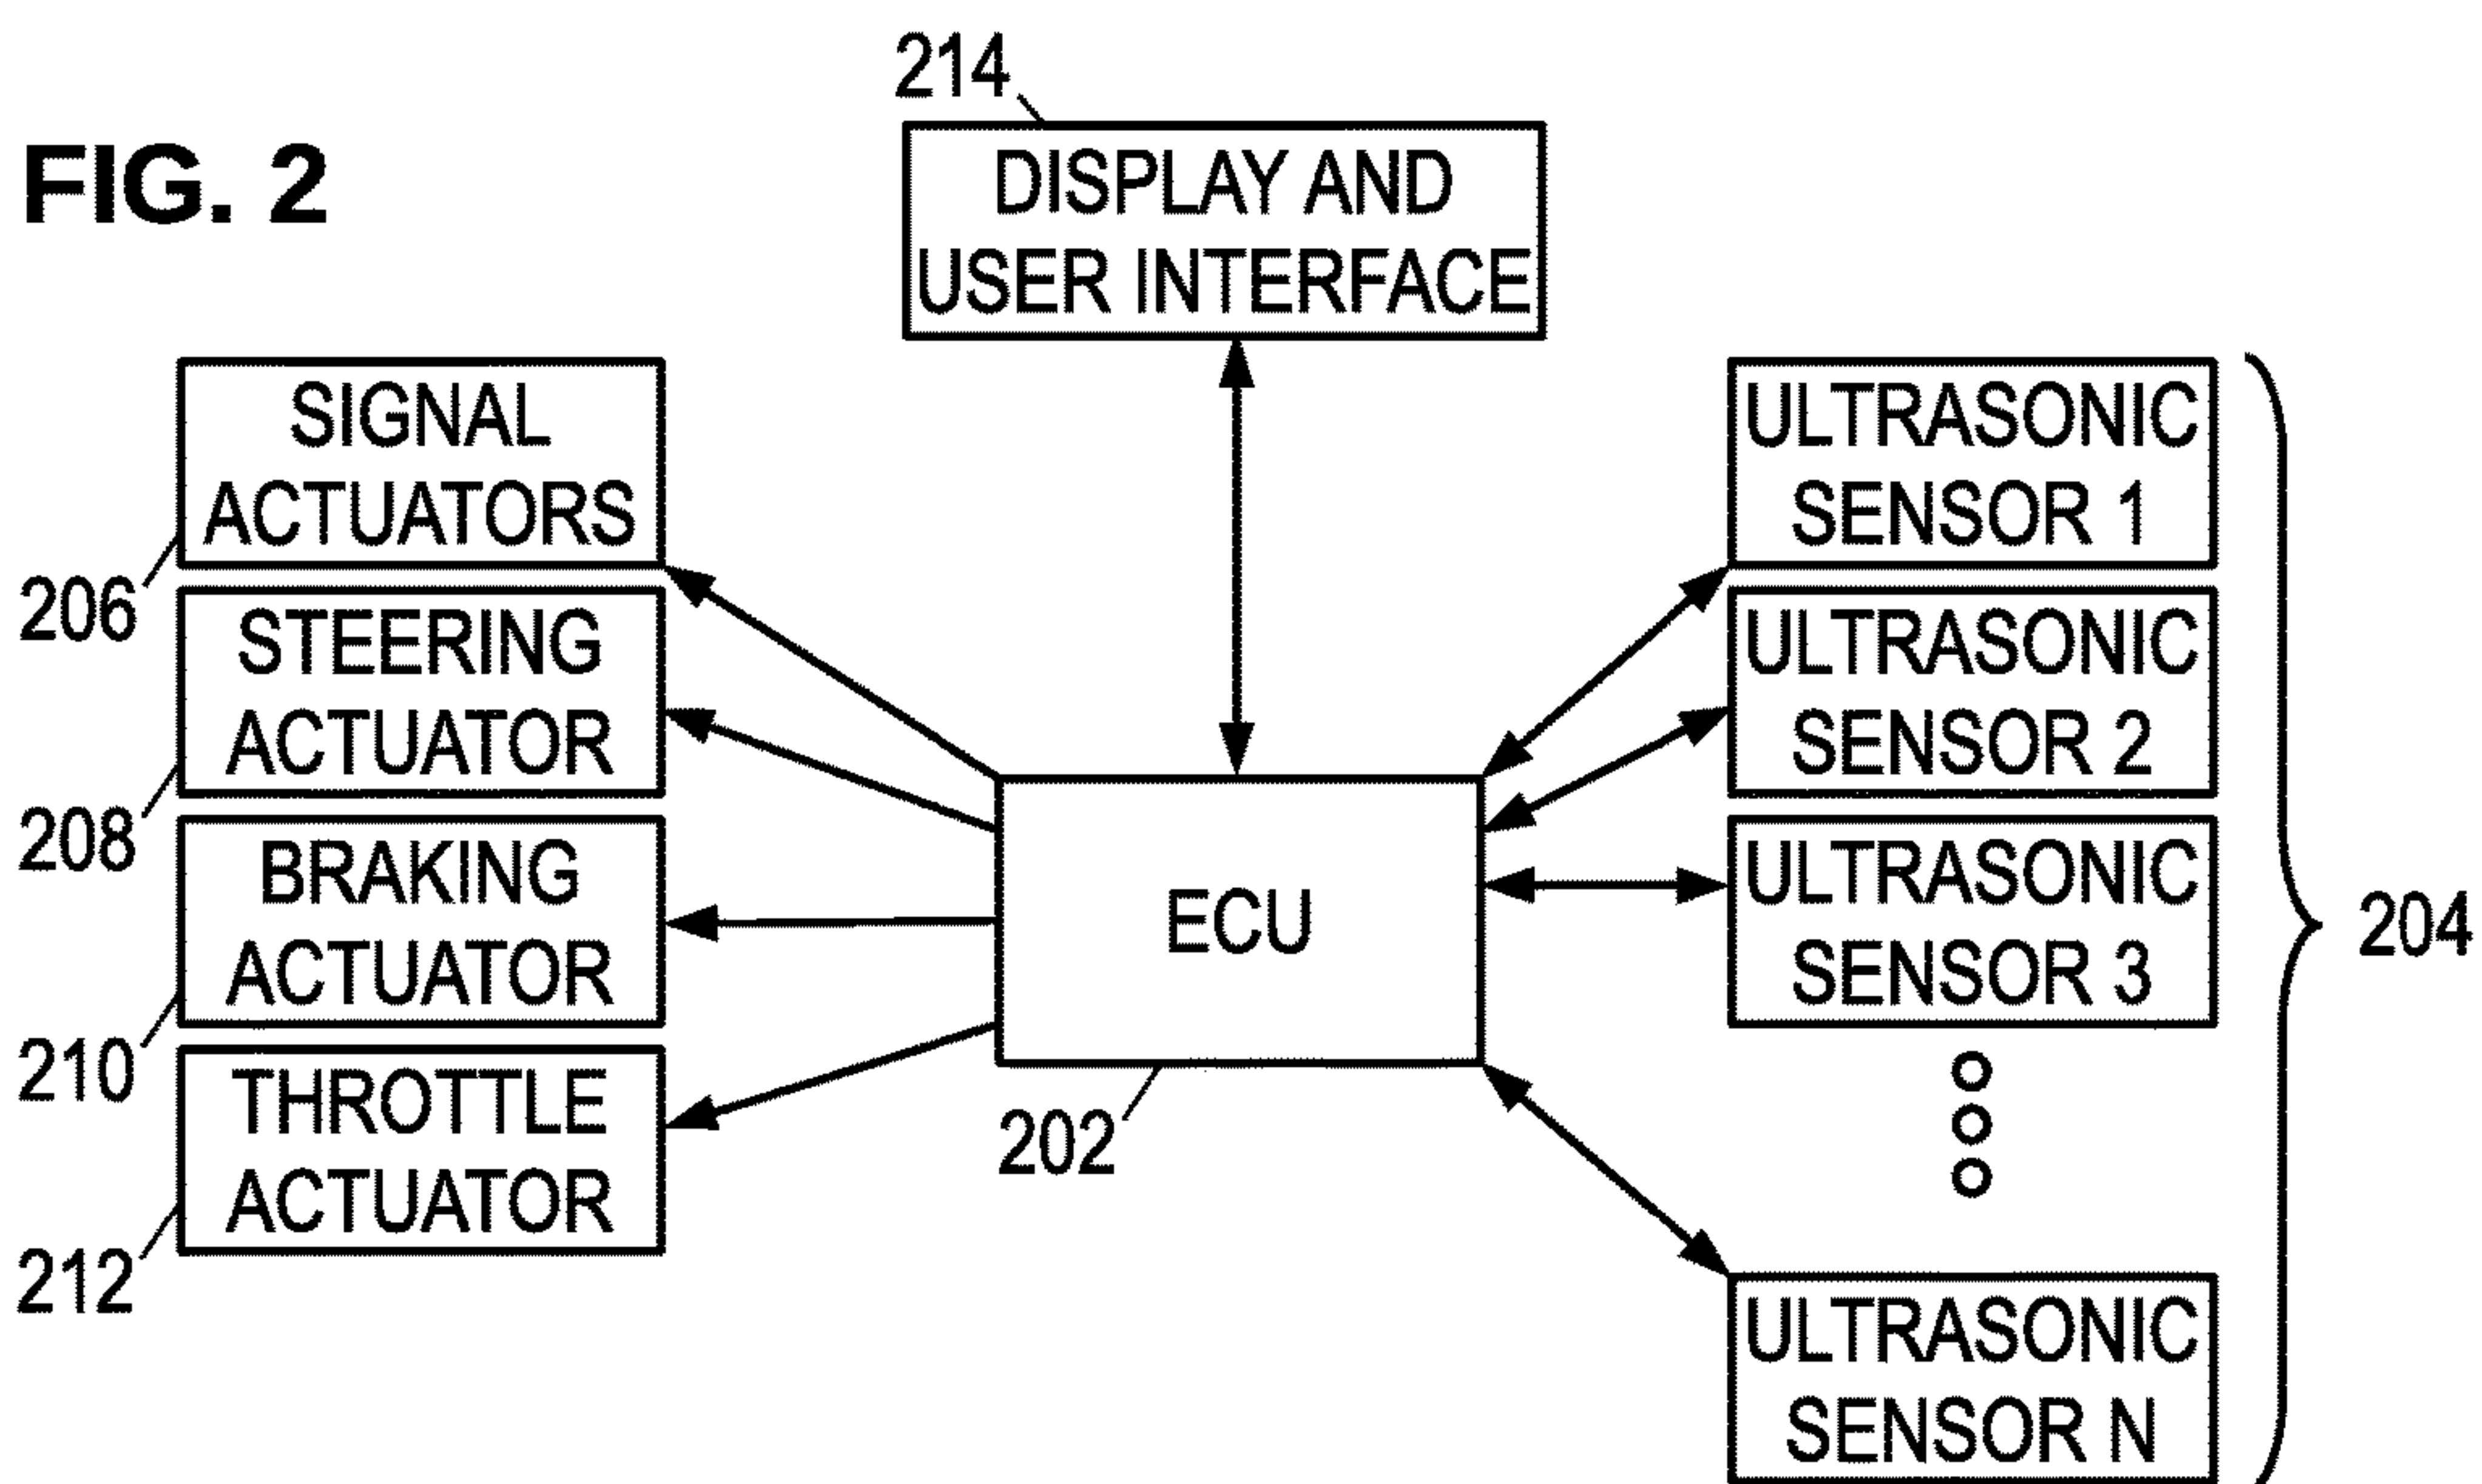 214
FIG. 2
DISPLAY AND
USER INTERFACE
SIGNAL
ACTUATORS
206
STEERING
ACTUATOR
208
BRAKING
ACTUATOR
210
THROTTLE
ACTUATOR
212
ECU
202
ULTRASONIC
SENSOR 1
ULTRASONIC
SENSOR 2
ULTRASONIC
SENSOR 3
ULTRASONIC
SENSOR N
204